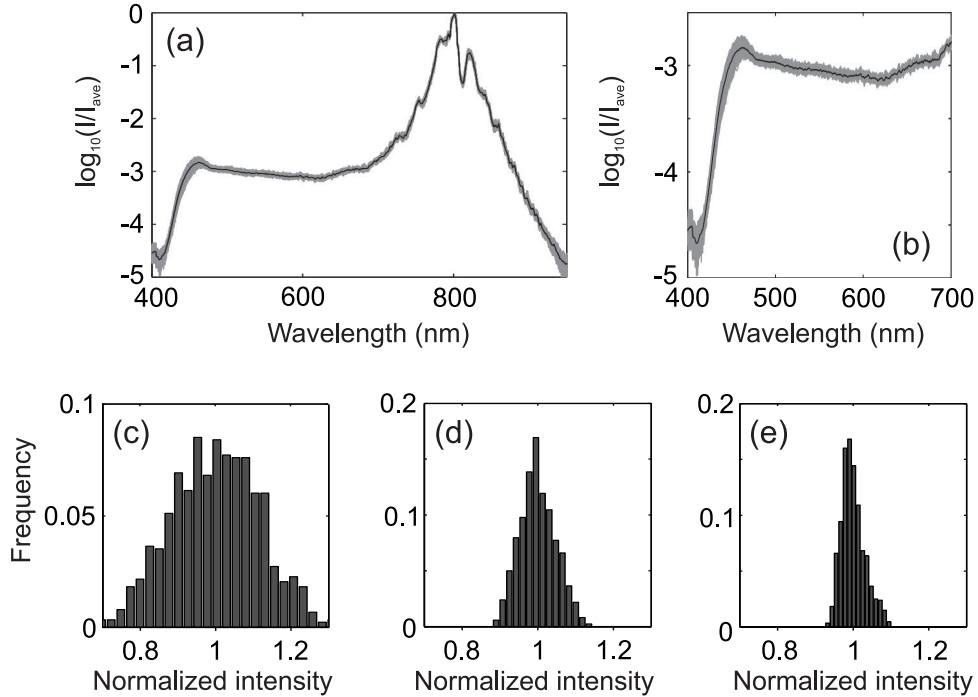 (a)
(b)
log10(I/Iave)
0
-1
-2
-3
-4
-5
400 600 800
Wavelength (nm)
log10(I/Iave)
-3
-4
-5
400 500 600 700
Wavelength (nm)
(c)
Frequency
0.1
0.05
0
0.8 1 1.2
Normalized intensity
(d)
0.2
0.1
0
0.8 1 1.2
Normalized intensity
(e)
0.2
0.1
0
0.8 1 1.2
Normalized intensity